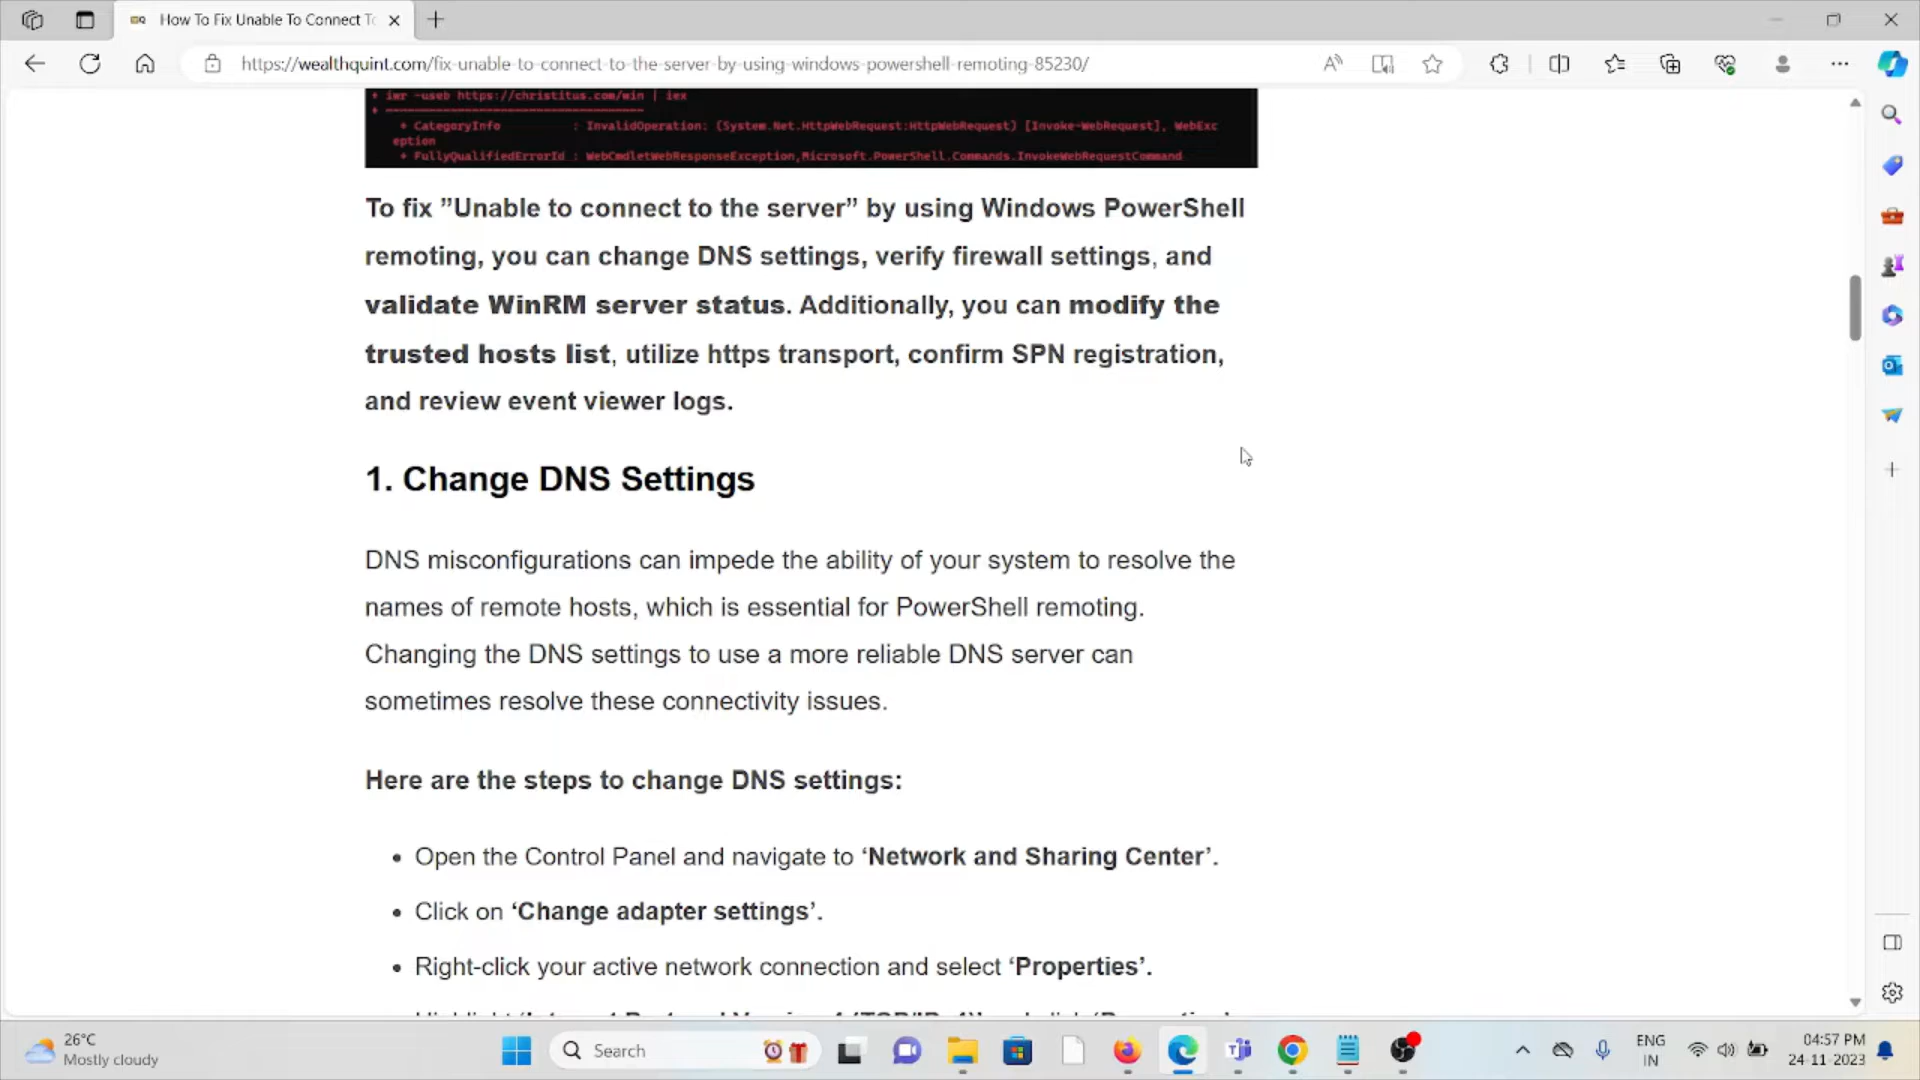 How To Fix Unable To Connect To
https://wealthquint.com/fix-unable-to-connect-to-the-server-by-using-windows-powershell-remoting-85230/
+ iwr -useb https://christitus.com/win | iex
+ ~~~~~~~~~~~~~~~~~~~~~~~~~~~~~~~~~
+ CategoryInfo : InvalidOperation: (System.Net.HttpWebRequest:HttpWebRequest) [Invoke-WebRequest], WebExc
eption
+ FullyQualifiedErrorId : WebCmdletWebResponseException,Microsoft.PowerShell.Commands.InvokeWebRequestCommand
To fix ”Unable to connect to the server” by using Windows PowerShell
remoting, you can change DNS settings, verify firewall settings, and
validate WinRM server status. Additionally, you can modify the
trusted hosts list, utilize https transport, confirm SPN registration,
and review event viewer logs.
1. Change DNS Settings
DNS misconfigurations can impede the ability of your system to resolve the
names of remote hosts, which is essential for PowerShell remoting.
Changing the DNS settings to use a more reliable DNS server can
sometimes resolve these connectivity issues.
Here are the steps to change DNS settings:
• Open the Control Panel and navigate to ‘Network and Sharing Center’.
• Click on ‘Change adapter settings’.
• Right-click your active network connection and select ‘Properties’.
26°C
Mostly cloudy
Search
ENG
IN
04:57 PM
24-11-2023